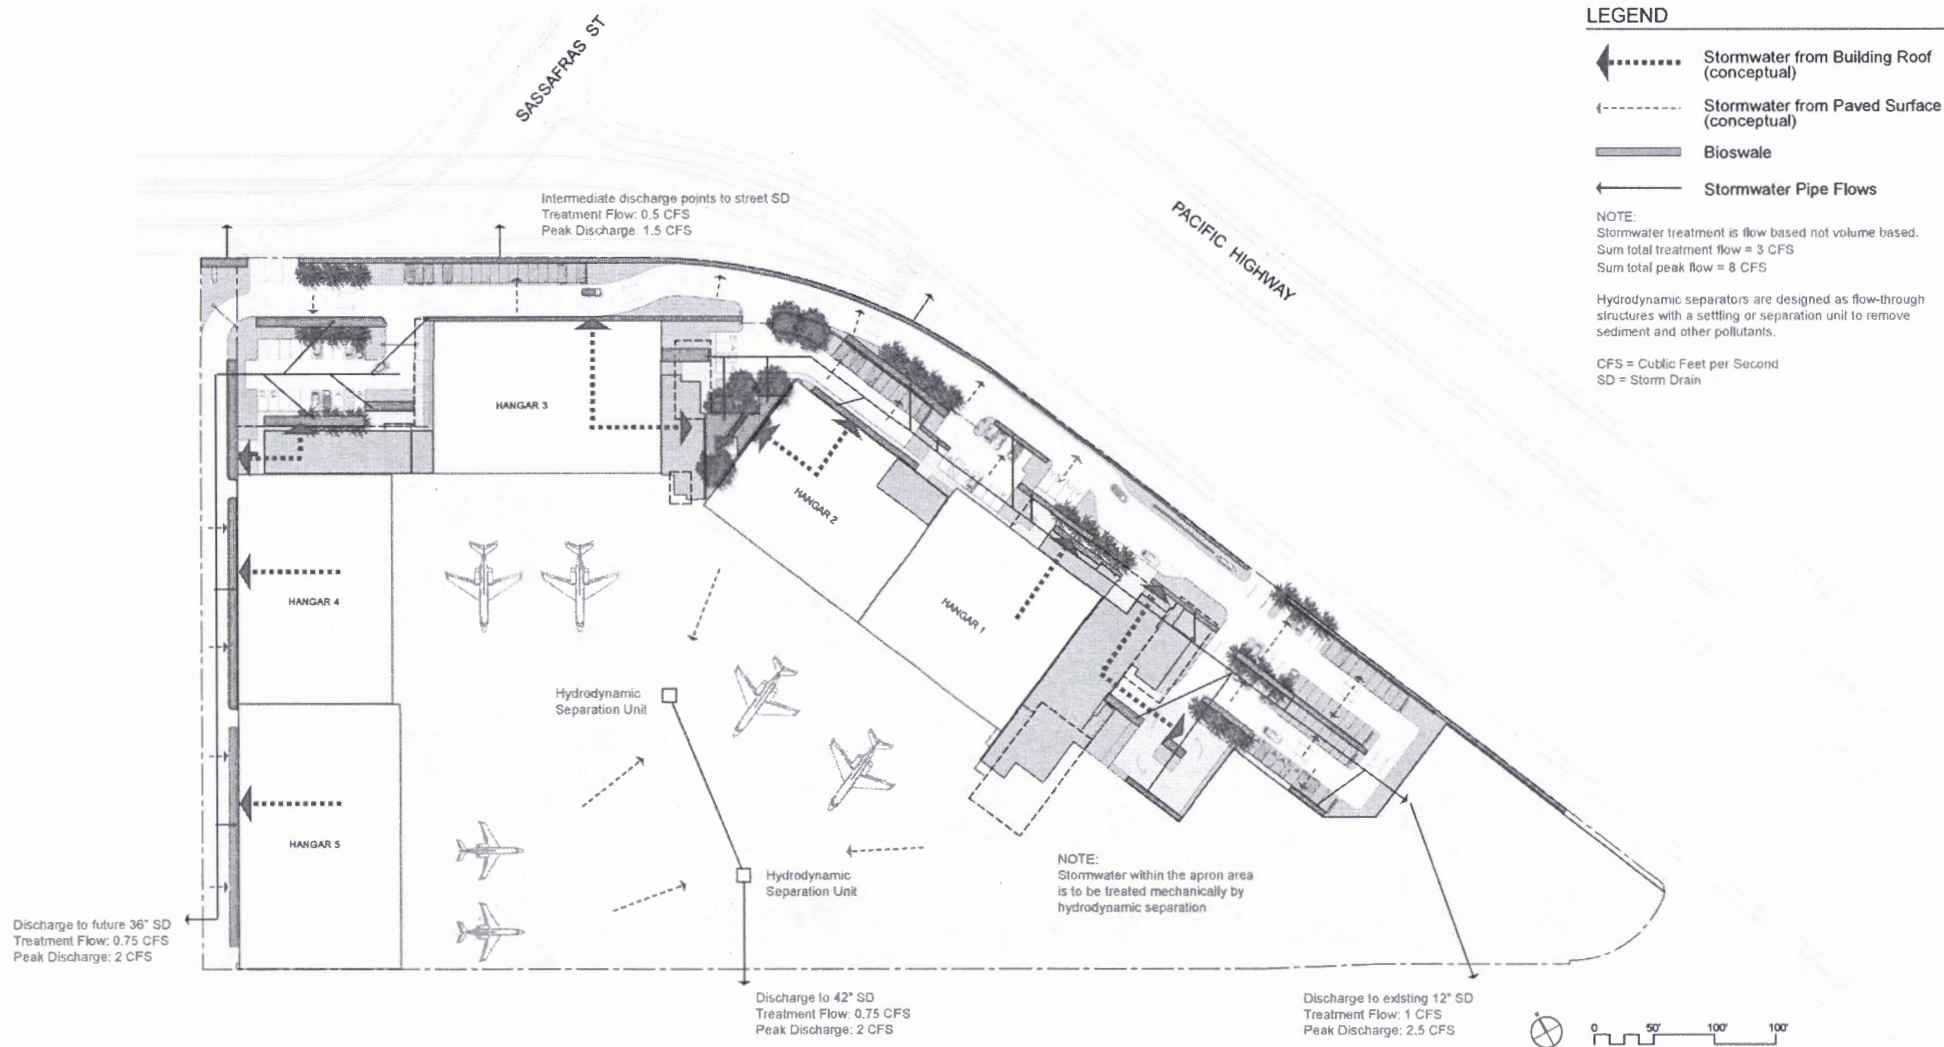 LEGEND
Stormwater from Building Roof
(conceptual)
Stormwater from Paved Surface
(conceptual)
Bioswale
Stormwater Pipe Flows
NOTE:
Stormwater treatment is flow based not volume based.
Sum total treatment flow = 3 CFS
Sum total peak flow = 8 CFS
Hydrodynamic separators are designed as flow-through
structures with a settling or separation unit to remove
sediment and other pollutants.
CFS = Cublic Feet per Second
SD = Storm Drain
SASSAFRAS ST
PACIFIC HIGHWAY
Intermediate discharge points to street SD
Treatment Flow: 0.5 CFS
Peak Discharge: 1.5 CFS
HANGAR 3
HANGAR 2
HANGAR 1
HANGAR 4
HANGAR 5
Hydrodynamic
Separation Unit
Hydrodynamic
Separation Unit
NOTE:
Stormwater within the apron area
is to be treated mechanically by
hydrodynamic separation
Discharge to future 36" SD
Treatment Flow: 0.75 CFS
Peak Discharge: 2 CFS
Discharge to 42" SD
Treatment Flow: 0.75 CFS
Peak Discharge: 2 CFS
Discharge to existing 12" SD
Treatment Flow: 1 CFS
Peak Discharge: 2.5 CFS
0 50' 100' 100'